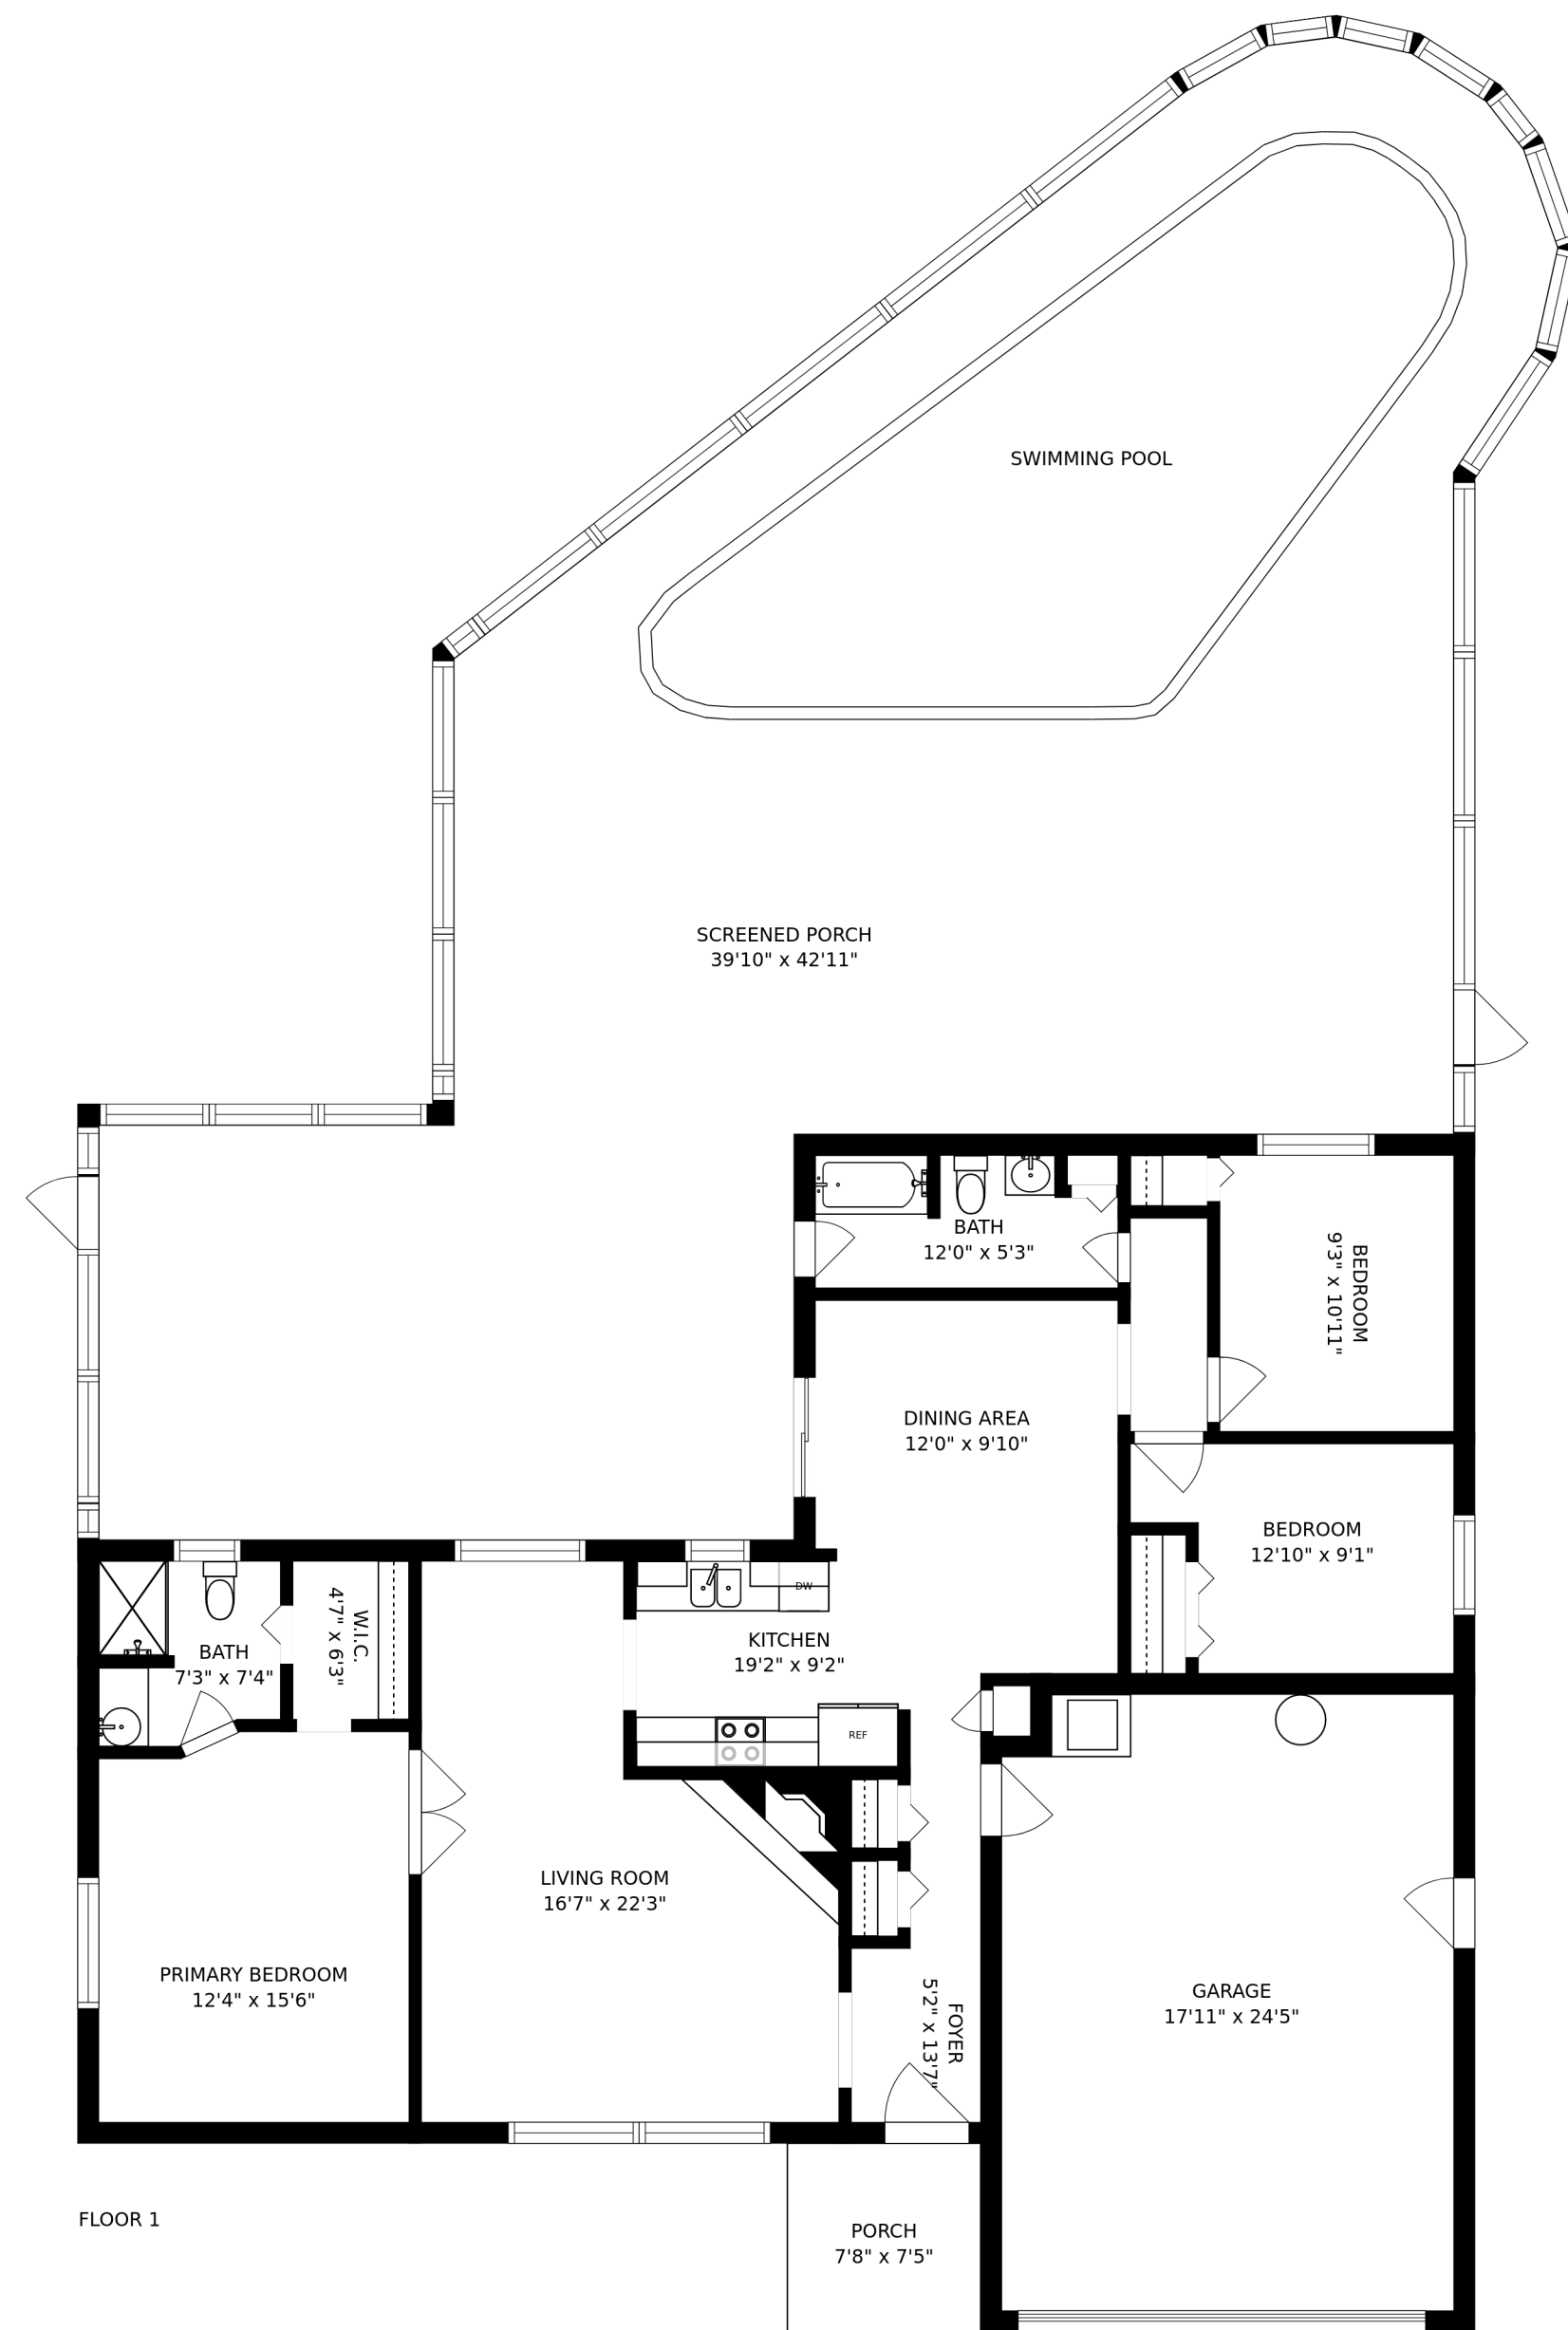 SWIMMING POOL
SCREENED PORCH
39'10" x 42'11"
BATH
12'0" x 5'3"
BEDROOM
9'3" x 10'11"
DINING AREA
12'0" x 9'10"
BEDROOM
12'10" x 9'1"
DW
KITCHEN
19'2" x 9'2"
W.I.C.
4'7" x 6'3"
BATH
7'3" x 7'4"
REF
LIVING ROOM
16'7" x 22'3"
PRIMARY BEDROOM
12'4" x 15'6"
GARAGE
17'11" x 24'5"
FOYER
5'2" x 13'7"
FLOOR 1
PORCH
7'8" x 7'5"